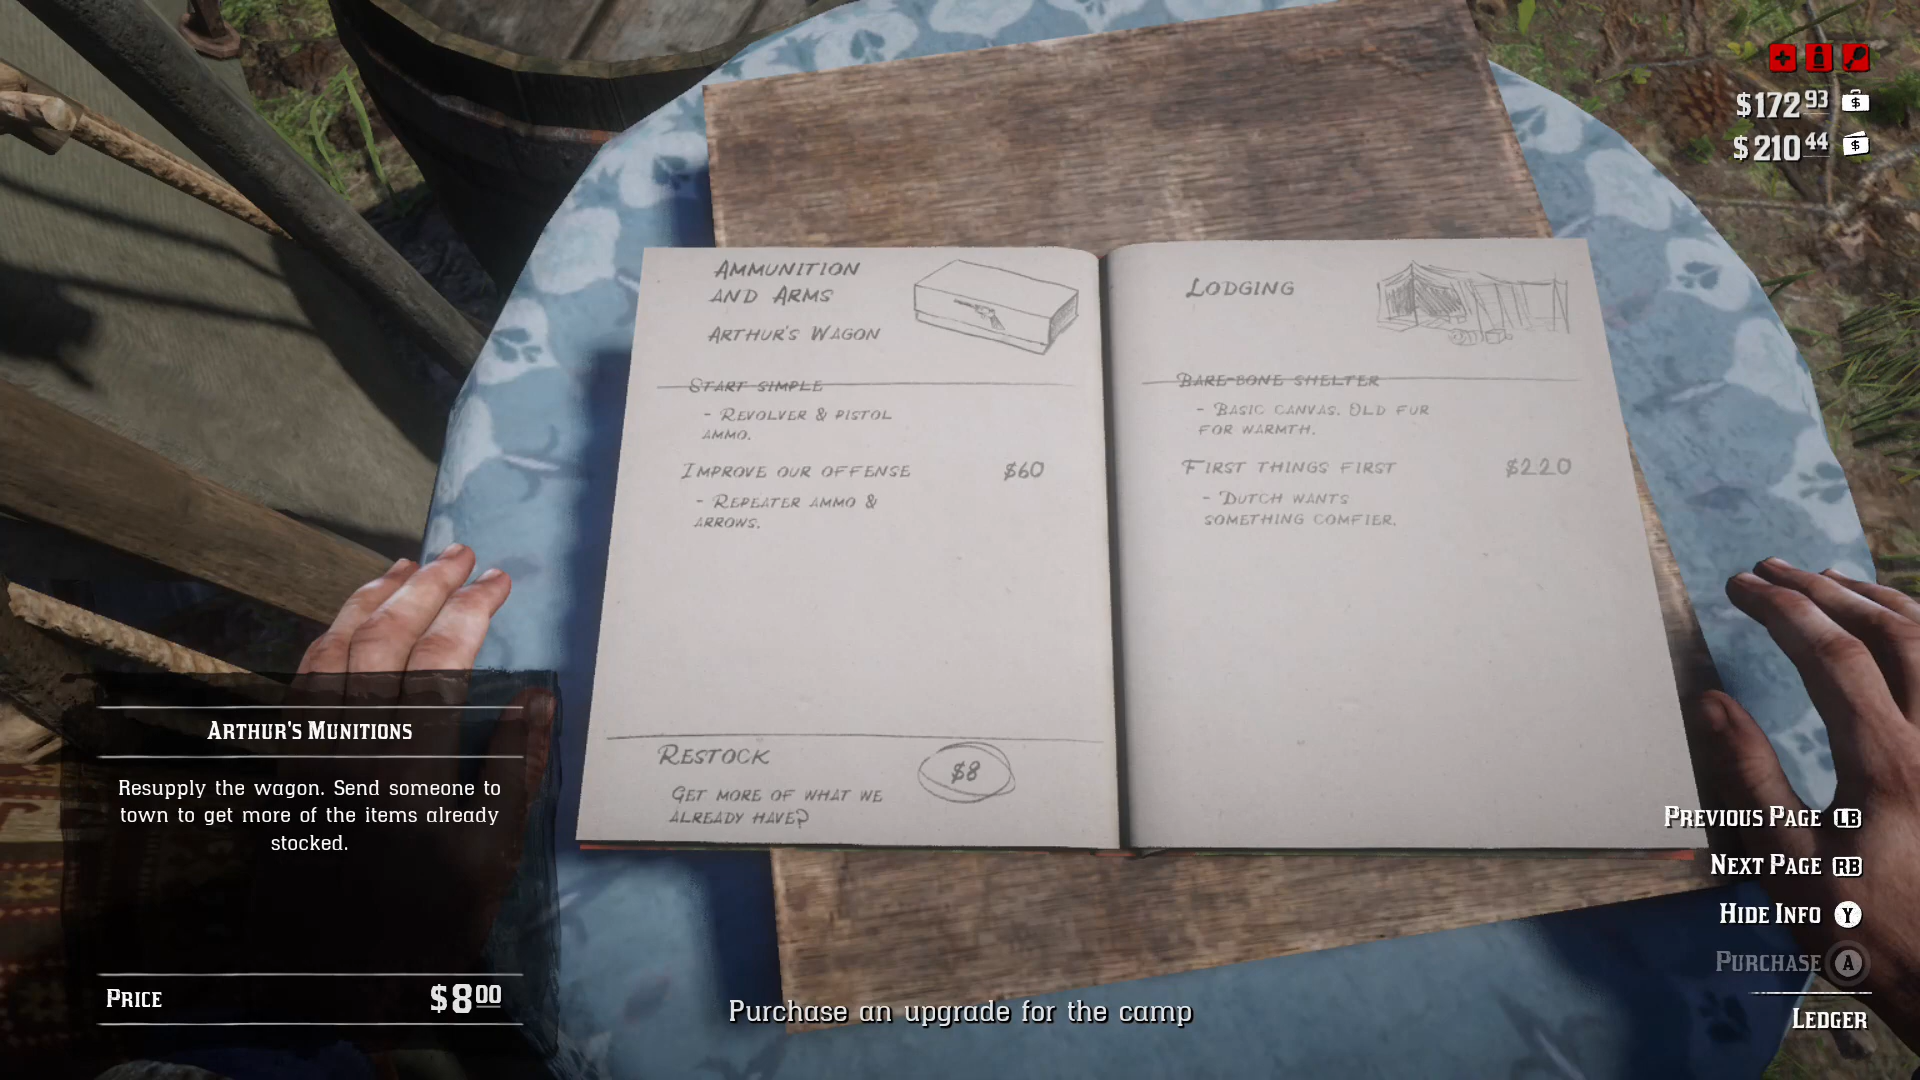 $172 93
$210 44
AMMUNITION
AND ARMS
ARTHUR'S WAGON
START SIMPLE
- REVOLVER & PISTOL
AMMO.
IMPROVE OUR OFFENSE $60
- REPEATER AMMO &
ARROWS.
RESTOCK
$8
GET MORE OF WHAT WE
ALREADY HAVE?
LODGING
BARE-BONE SHELTER
- BASIC CANVAS. OLD FUR
FOR WARMTH.
FIRST THINGS FIRST $220
- DUTCH WANTS
SOMETHING COMFIER.
ARTHUR'S MUNITIONS
Resupply the wagon. Send someone to
town to get more of the items already
stocked.
PRICE $8 00
Purchase an upgrade for the camp
PREVIOUS PAGE LB
NEXT PAGE RB
HIDE INFO Y
PURCHASE A
LEDGER